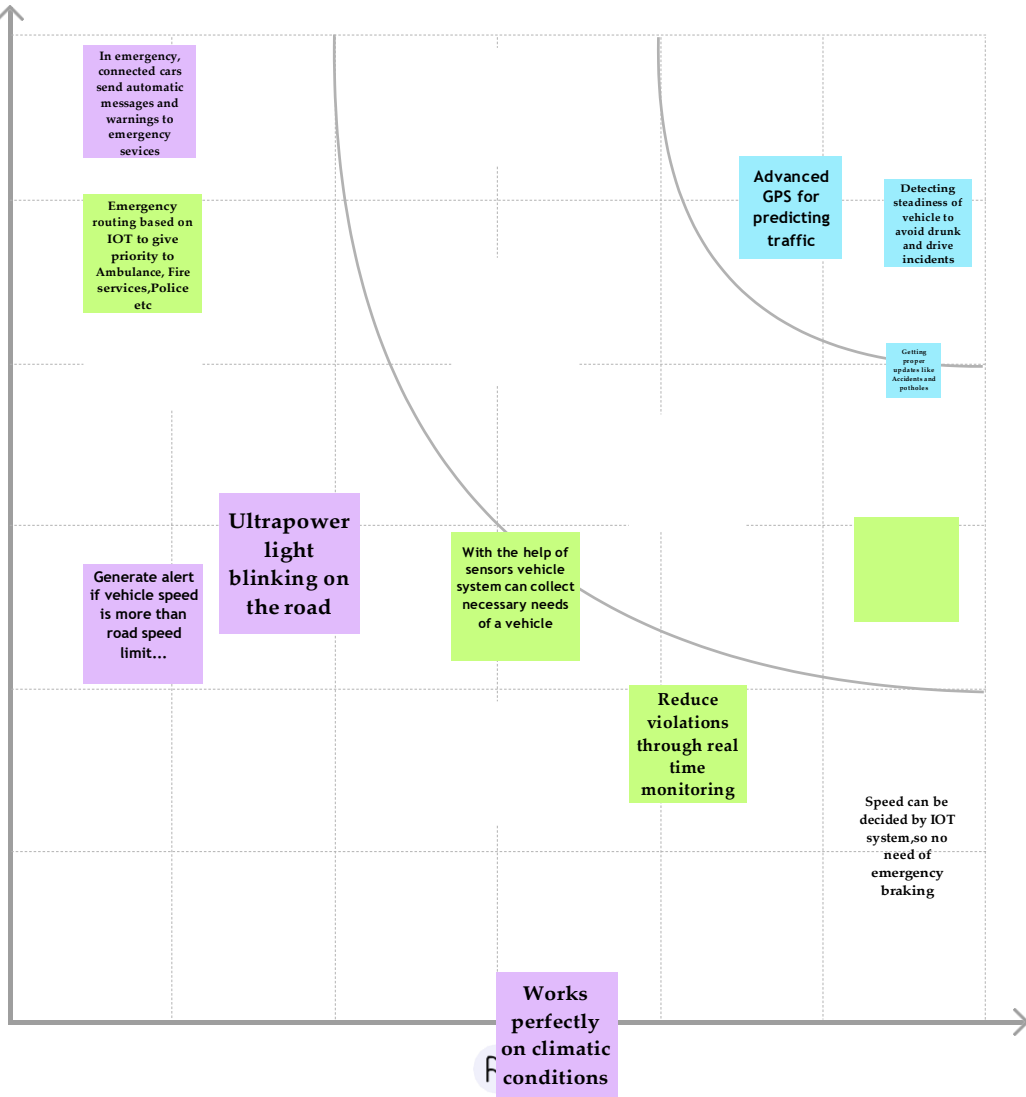 In emergency,
connected cars
send automatic
messages and
warnings to
emergency
sevices
Emergency
routing based on
IOT to give
priority to
Ambulance, Fire
services,Police
etc
Advanced
GPS for
predicting
traffic
Detecting
steadiness of
vehicle to
avoid drunk
and drive
incidents
Getting
proper
updates like
Accidents and
potholes
Ultrapower
light
blinking on
the road
Generate alert
if vehicle speed
is more than
road speed
limit...
With the help of
sensors vehicle
system can collect
necessary needs
of a vehicle
Reduce
violations
through real
time
monitoring
Speed can be
decided by IOT
system,so no
need of
emergency
braking
Works
perfectly
on climatic
conditions